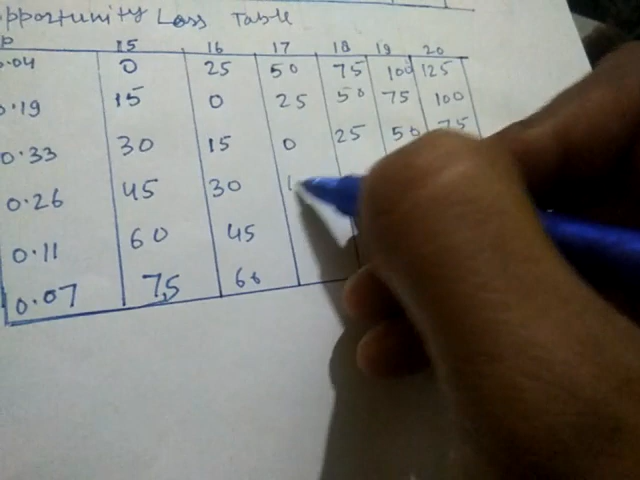 pportunity Loss Table
p 15 16 17 18 19 20
0.04 0 25 50 75 100 125
0.19 15 0 25 50 75 100
0.33 30 15 0 25 50 75
0.26 45 30
0.11 60 45
0.07 75 60